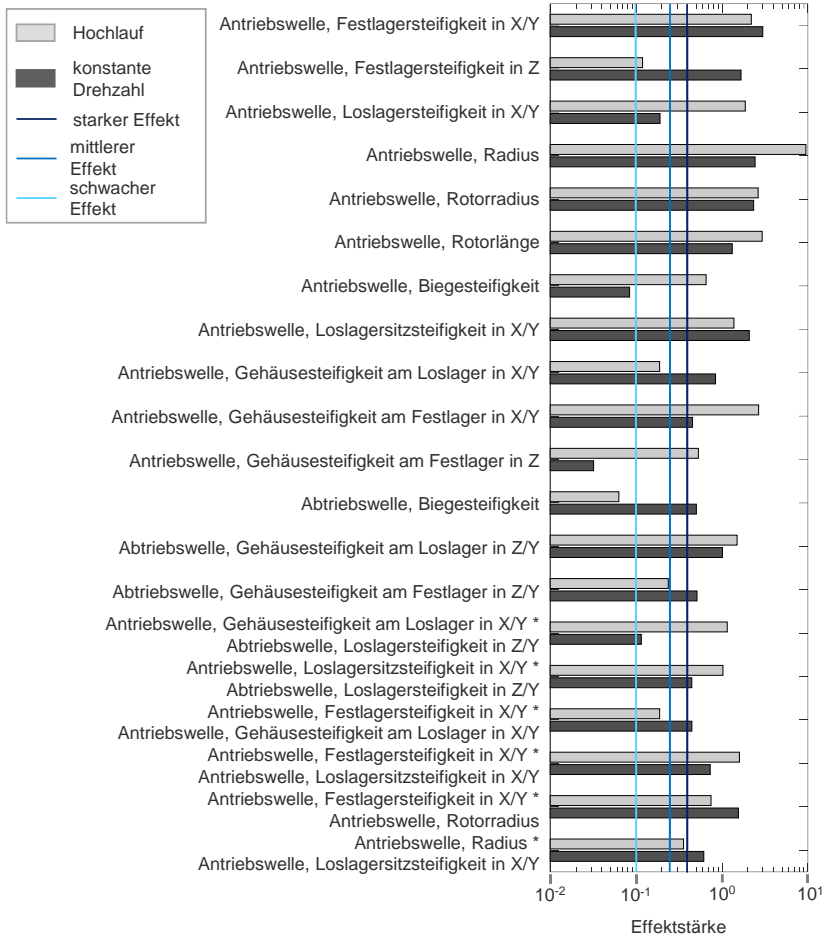 Hochlauf
konstante
Drehzahl
starker Effekt
mittlerer
Effekt
schwacher
Effekt
Antriebswelle, Festlagersteifigkeit in X/Y
Antriebswelle, Festlagersteifigkeit in Z
Antriebswelle, Loslagersteifigkeit in X/Y
Antriebswelle, Radius
Antriebswelle, Rotorradius
Antriebswelle, Rotorlänge
Antriebswelle, Biegesteifigkeit
Antriebswelle, Loslagersitzsteifigkeit in X/Y
Antriebswelle, Gehäusesteifigkeit am Loslager in X/Y
Antriebswelle, Gehäusesteifigkeit am Festlager in X/Y
Antriebswelle, Gehäusesteifigkeit am Festlager in Z
Abtriebswelle, Biegesteifigkeit
Abtriebswelle, Gehäusesteifigkeit am Loslager in Z/Y
Abtriebswelle, Gehäusesteifigkeit am Festlager in Z/Y
Antriebswelle, Gehäusesteifigkeit am Loslager in X/Y *
Abtriebswelle, Loslagersteifigkeit in Z/Y
Antriebswelle, Loslagersitzsteifigkeit in X/Y *
Abtriebswelle, Loslagersteifigkeit in Z/Y
Antriebswelle, Festlagersteifigkeit in X/Y *
Antriebswelle, Gehäusesteifigkeit am Loslager in X/Y
Antriebswelle, Festlagersteifigkeit in X/Y *
Antriebswelle, Loslagersitzsteifigkeit in X/Y
Antriebswelle, Festlagersteifigkeit in X/Y *
Antriebswelle, Rotorradius
Antriebswelle, Radius *
Antriebswelle, Loslagersitzsteifigkeit in X/Y
10⁻² 10⁻¹ 10⁰ 10¹
Effektstärke